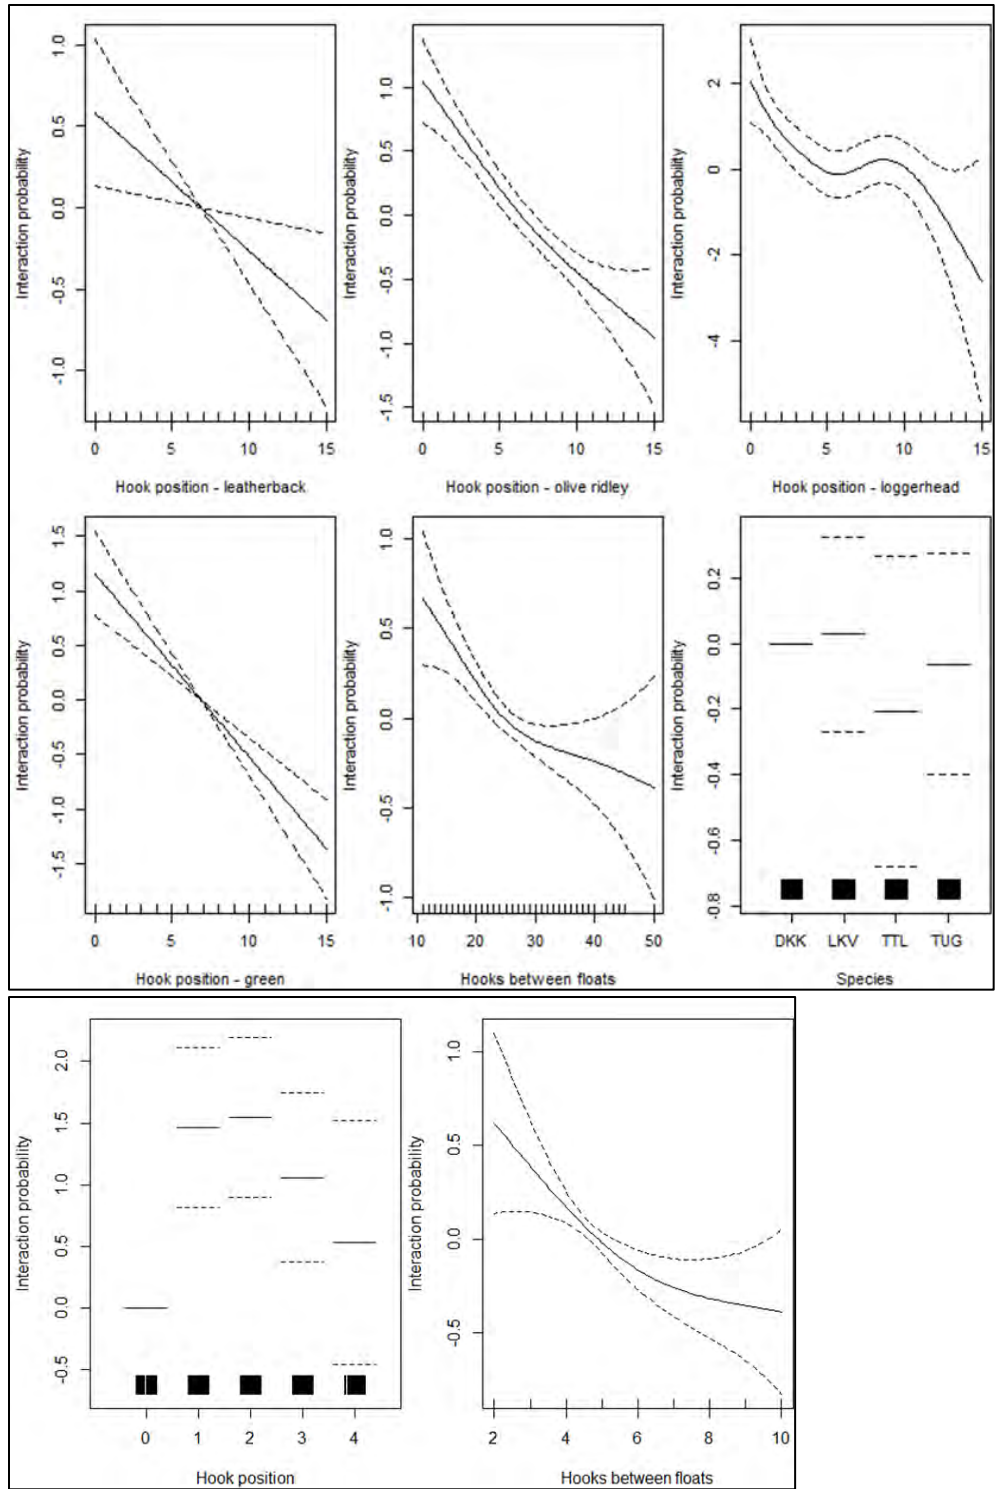 Interaction probability
1.0
0.5
0.0
-0.5
-1.0
0 5 10 15
Hook position - leatherback
Interaction probability
1.0
0.5
0.0
-0.5
-1.0
-1.5
0 5 10 15
Hook position - olive ridley
Interaction probability
2
0
-2
-4
0 5 10 15
Hook position - loggerhead
Interaction probability
1.5
1.0
0.5
0.0
-0.5
-1.0
-1.5
0 5 10 15
Hook position - green
Interaction probability
1.0
0.5
0.0
-0.5
-1.0
10 20 30 40 50
Hooks between floats
Interaction probability
0.2
0.0
-0.2
-0.4
-0.6
-0.8
DKK LKV TTL TUG
Species
Interaction probability
2.0
1.5
1.0
0.5
0.0
-0.5
0 1 2 3 4
Hook position
Interaction probability
1.0
0.5
0.0
-0.5
2 4 6 8 10
Hooks between floats